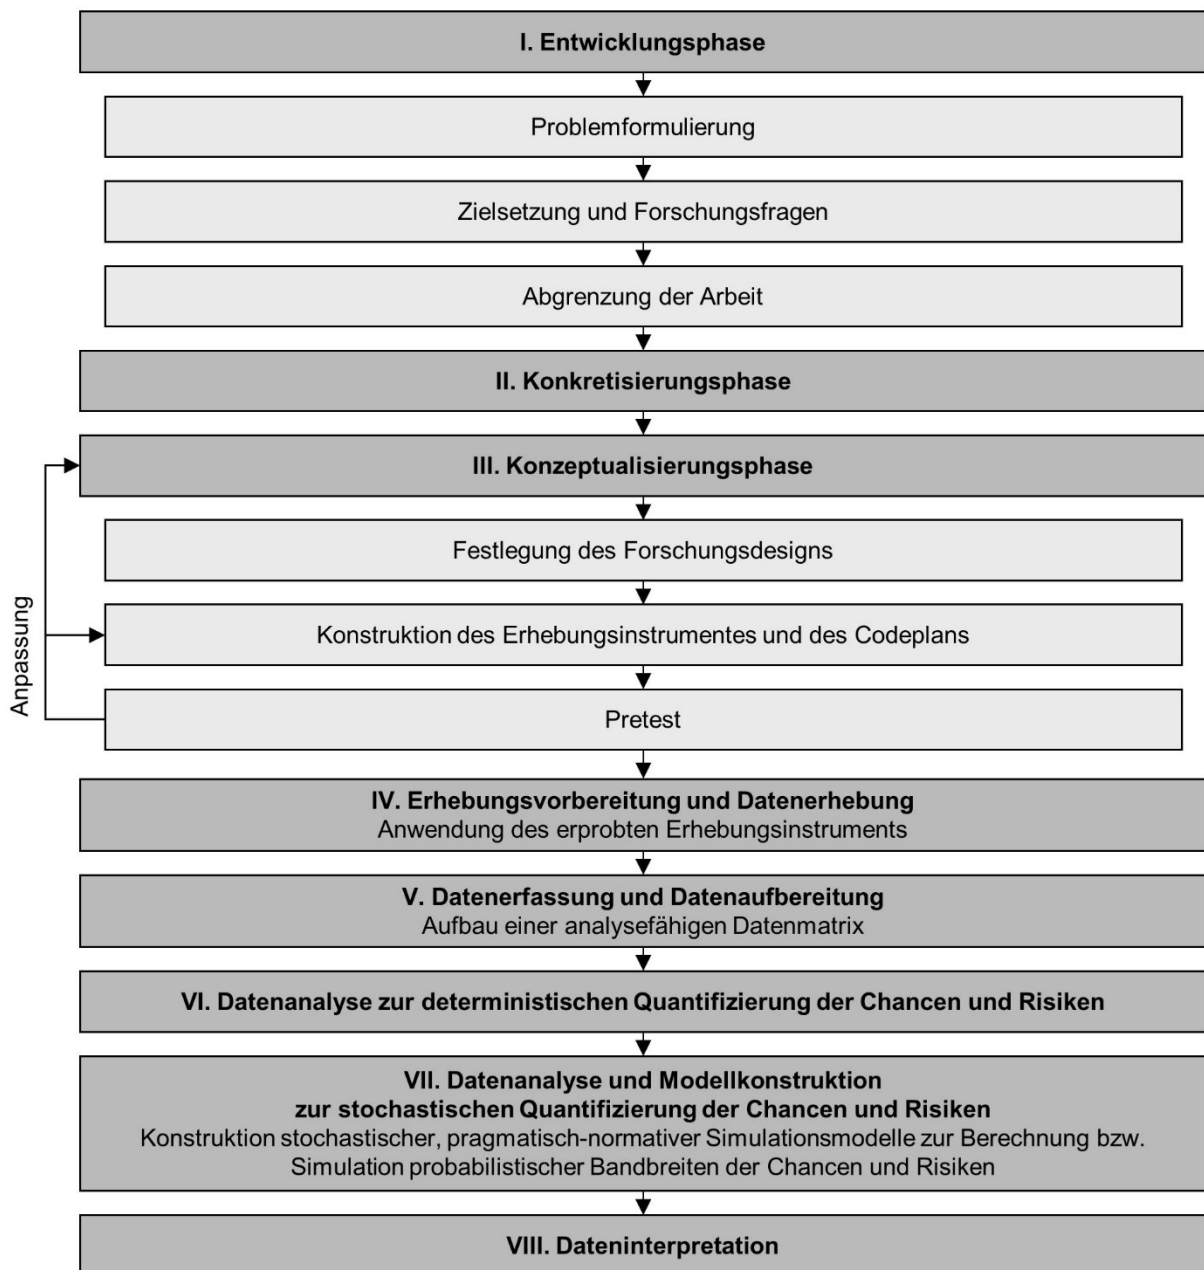 I. Entwicklungsphase
Problemformulierung
Zielsetzung und Forschungsfragen
Abgrenzung der Arbeit
II. Konkretisierungsphase
III. Konzeptualisierungsphase
Festlegung des Forschungsdesigns
Anpassung
Konstruktion des Erhebungsinstrumentes und des Codeplans
Pretest
IV. Erhebungsvorbereitung und Datenerhebung
Anwendung des erprobten Erhebungsinstruments
V. Datenerfassung und Datenaufbereitung
Aufbau einer analysefähigen Datenmatrix
VI. Datenanalyse zur deterministischen Quantifizierung der Chancen und Risiken
VII. Datenanalyse und Modellkonstruktion
zur stochastischen Quantifizierung der Chancen und Risiken
Konstruktion stochastischer, pragmatisch-normativer Simulationsmodelle zur Berechnung bzw.
Simulation probabilistischer Bandbreiten der Chancen und Risiken
VIII. Dateninterpretation